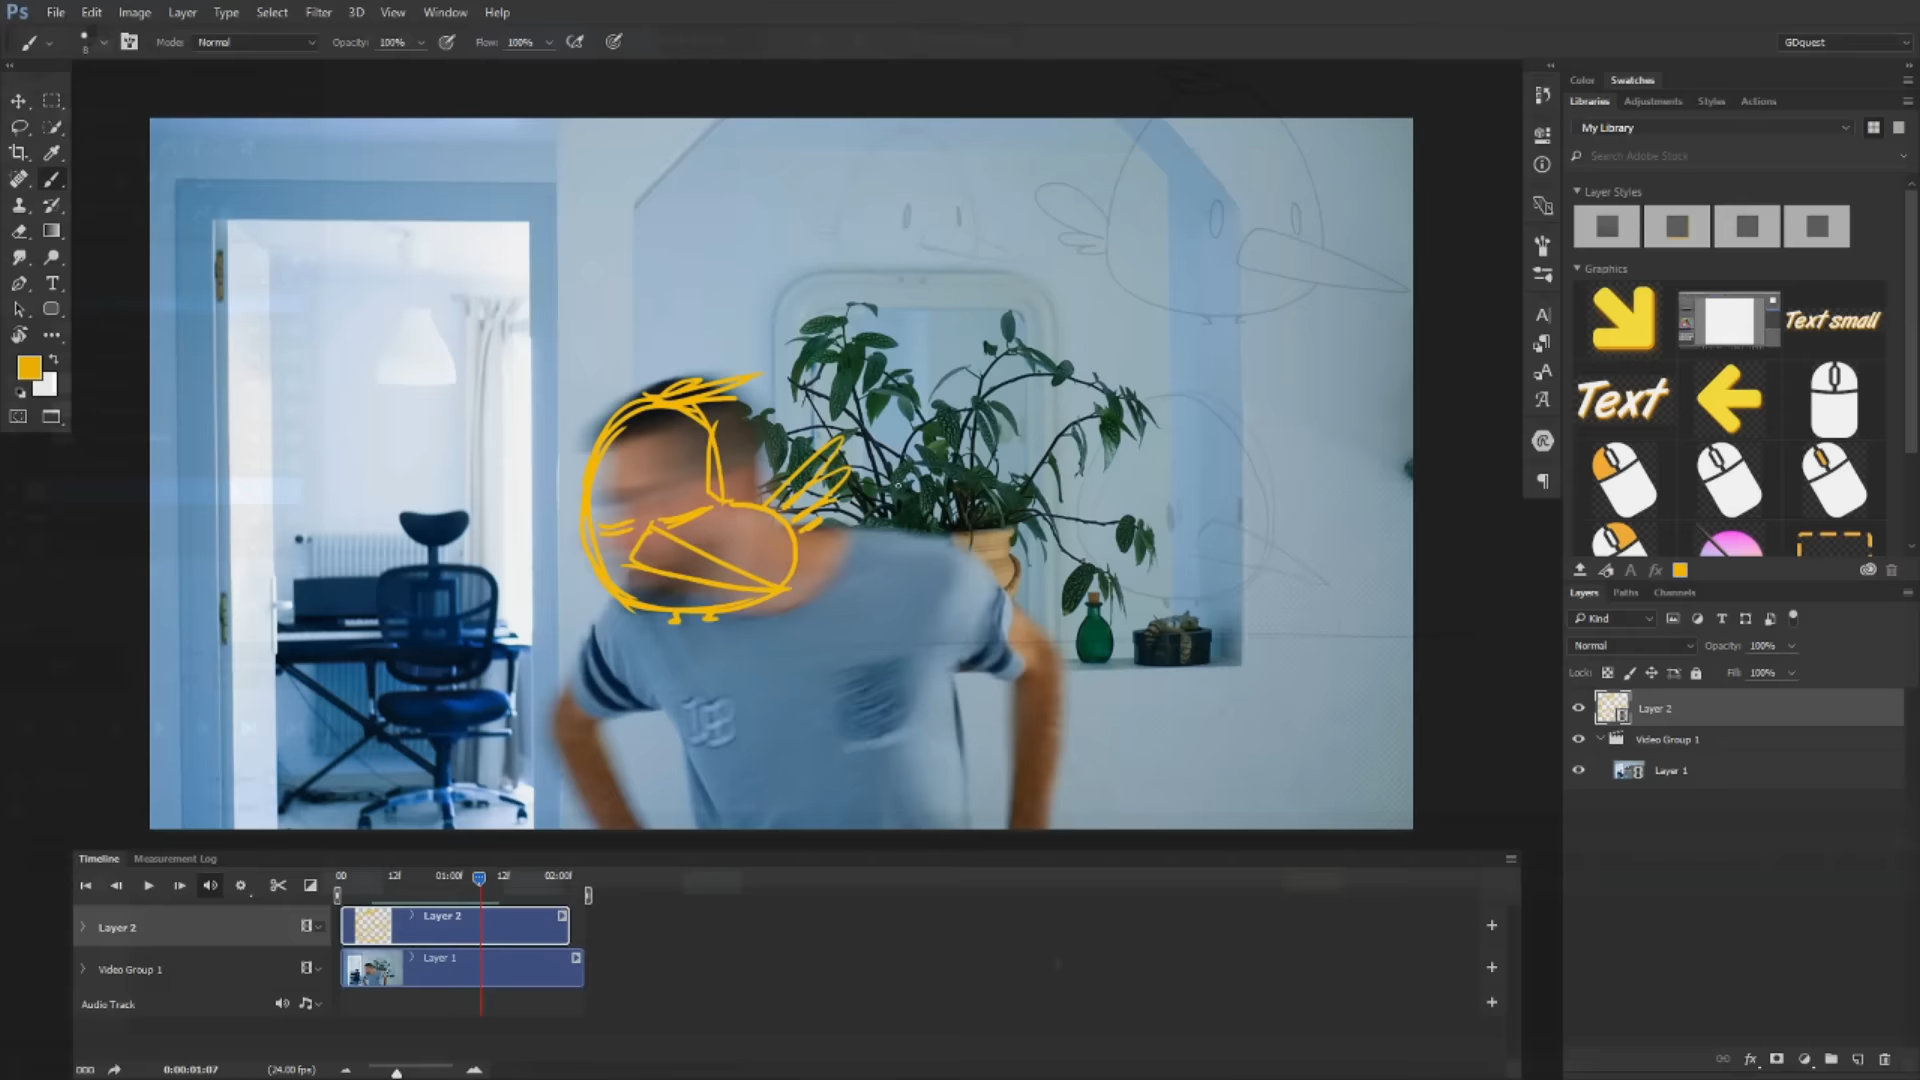 Ps File Edit Image Layer Type Select Filter 3D View Window Help
8 Mode: Normal Opacity: 100% Flow: 100% GDquest
Color Swatches
Libraries Adjustments Styles Actions
My Library
Search Adobe Stock
Layer Styles
Graphics
Text small
Text
Layers Paths Channels
Kind
Normal Opacity: 100%
Lock: Fill: 100%
Layer 2
Video Group 1
Layer 1
Timeline Measurement Log
00 12f 01:00f 12f 02:00f
Layer 2 Layer 2
Video Group 1 Layer 1
Audio Track
0:00:01:07 (24.00 fps)